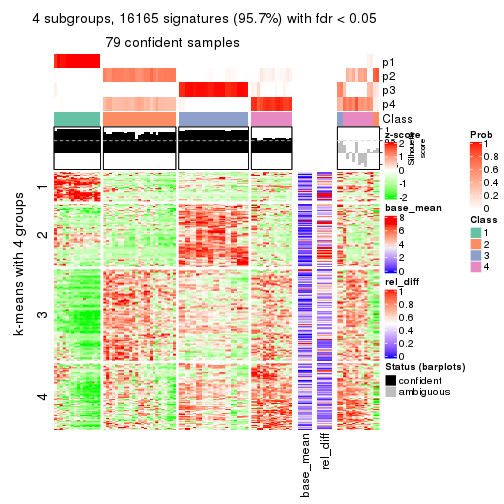 4 subgroups, 16165 signatures (95.7%) with fdr < 0.05
79 confident samples
p1
p2
p3
p4
Class
z-score
2
1
0
-1
-2
Silhouette
score
1
0
k-means with 4 groups
1
2
3
4
base_mean
8
6
4
2
0
rel_diff
1
0.8
0.6
0.4
0.2
0
Status (barplots)
confident
ambiguous
Prob
1
0.8
0.6
0.4
0.2
0
Class
1
2
3
4
base_mean
rel_diff